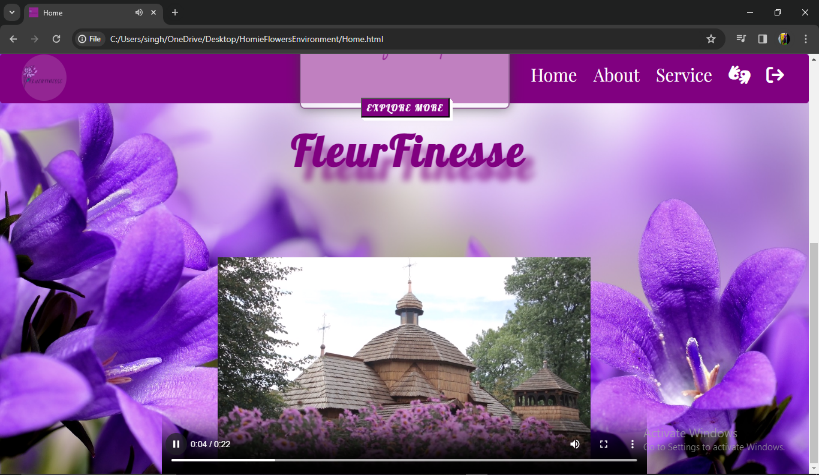 Home
File
C:/Users/singh/OneDrive/Desktop/HomieFlowersEnvironment/Home.html
Home About Service
EXPLORE MORE
FleurFinesse
0:04 / 0:22
Activate Windows
Go to Settings to activate Windows.